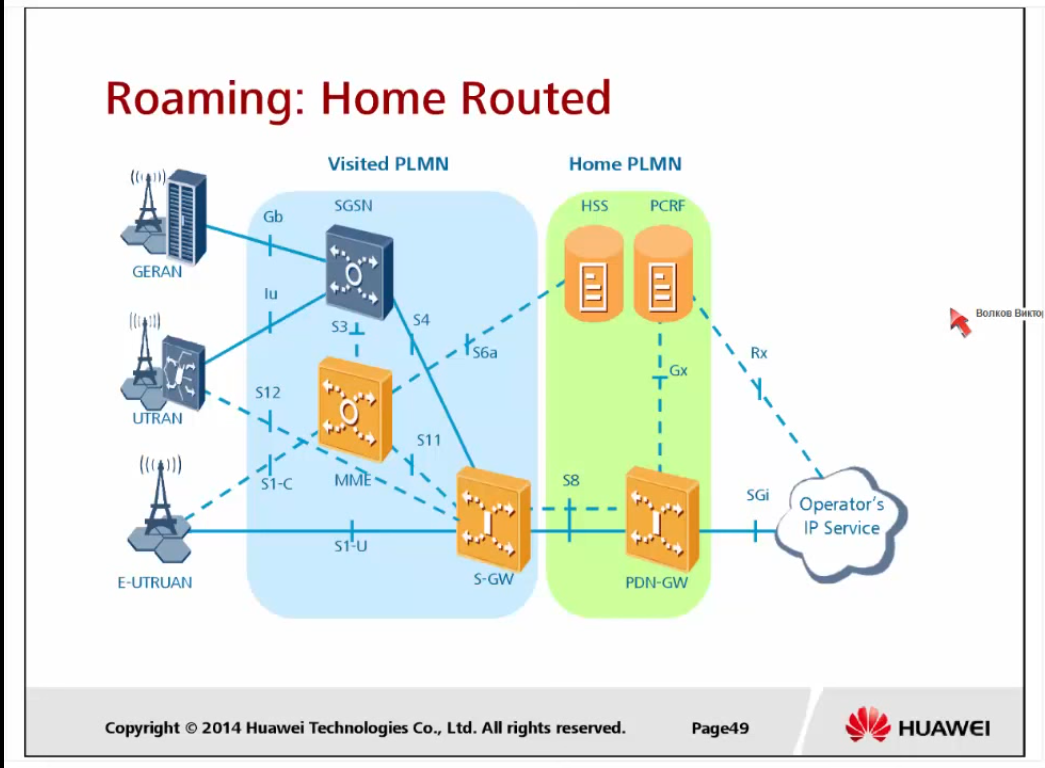 Roaming: Home Routed
Visited PLMN
Home PLMN
SGSN
HSS
PCRF
Gb
GERAN
Iu
S3
S4
S6a
Rx
Gx
UTRAN
S12
S11
S1-C
MME
S8
SGi
Operator's
IP Service
S1-U
E-UTRUAN
S-GW
PDN-GW
Волков Викто
Copyright © 2014 Huawei Technologies Co., Ltd. All rights reserved.
Page49
HUAWEI